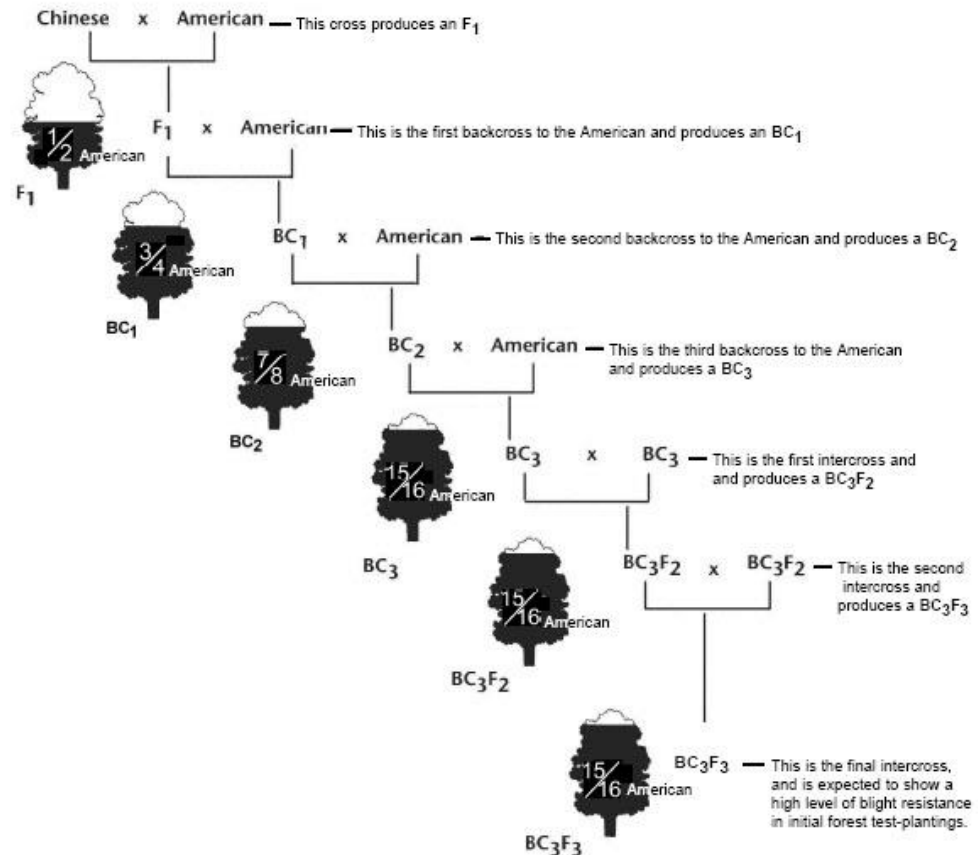 Chinese x American — This cross produces an F1
1/2 American
F1
F1 x American — This is the first backcross to the American and produces an BC1
3/4 American
BC1
BC1 x American — This is the second backcross to the American and produces a BC2
7/8 American
BC2
BC2 x American — This is the third backcross to the American
and produces a BC3
15/16 American
BC3
BC3 x BC3 — This is the first intercross and
and produces a BC3F2
15/16 American
BC3F2
BC3F2 x BC3F2 — This is the second
intercross and
produces a BC3F3
15/16 American
BC3F3
BC3F3 — This is the final intercross,
and is expected to show a
high level of blight resistance
in initial forest test-plantings.